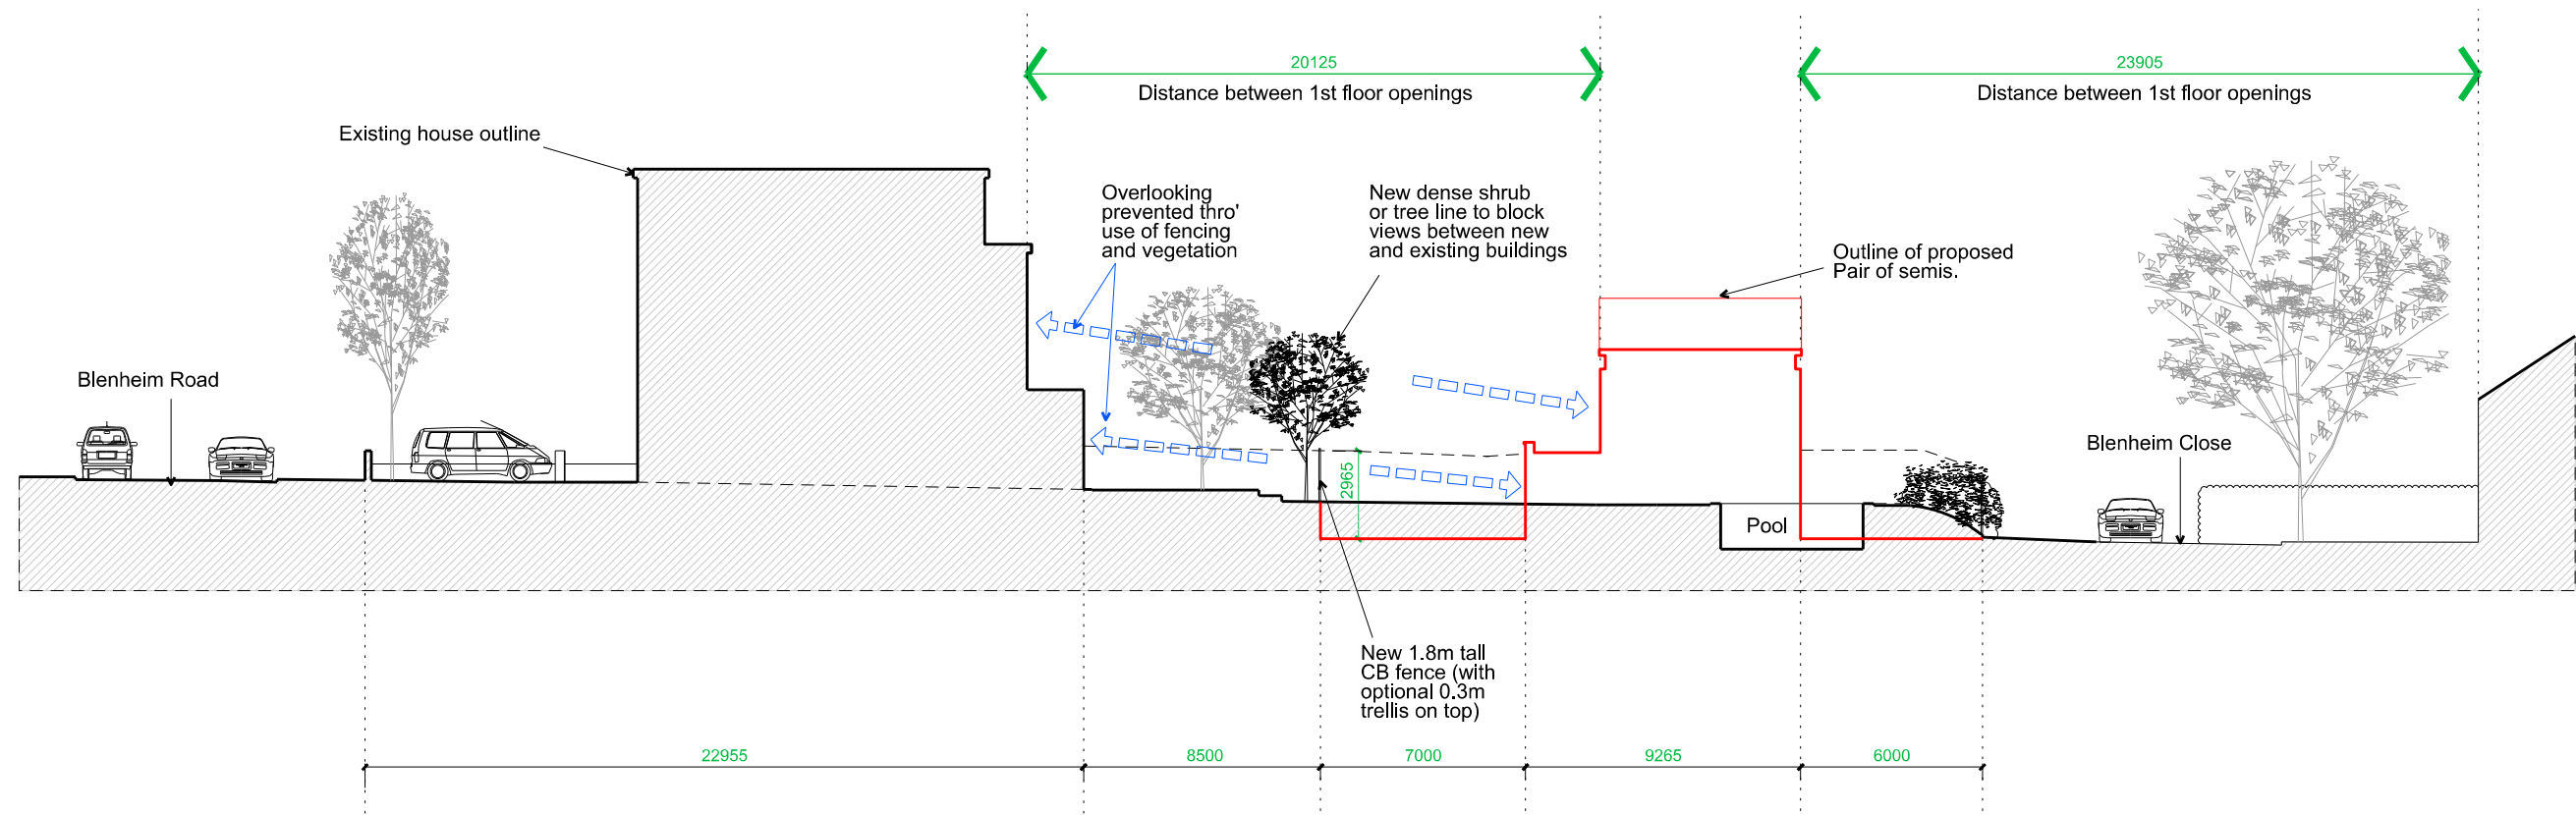 20125
Distance between 1st floor openings
23905
Distance between 1st floor openings
Existing house outline
Overlooking
prevented thro'
use of fencing
and vegetation
New dense shrub
or tree line to block
views between new
and existing buildings
Outline of proposed
Pair of semis.
Blenheim Road
Blenheim Close
2965
Pool
New 1.8m tall
CB fence (with
optional 0.3m
trellis on top)
22955
8500
7000
9265
6000